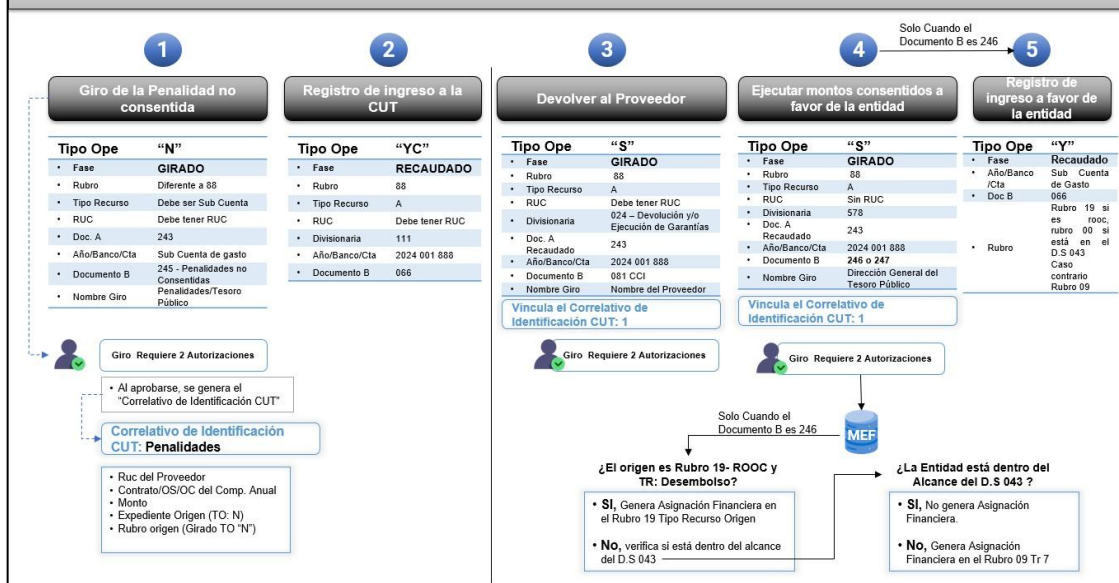 Solo Cuando el
Documento B es 246
1
2
3
4
5
Giro de la Penalidad no
consentida
Tipo Ope “N”
• Fase GIRADO
• Rubro Diferente a 88
• Tipo Recurso Debe ser Sub Cuenta
• RUC Debe tener RUC
• Doc. A 243
• Año/Banco/Cta Sub Cuenta de gasto
• Documento B 245 - Penalidades no
Consentidas
• Nombre Giro Penalidades/Tesoro
Público
Giro Requiere 2 Autorizaciones
• Al aprobarse, se genera el
“Correlativo de Identificación CUT”
Correlativo de Identificación
CUT: Penalidades
• Ruc del Proveedor
• Contrato/OS/OC del Comp. Anual
• Monto
• Expediente Origen (TO: N)
• Rubro origen (Girado TO “N”)
Registro de ingreso a la
CUT
Tipo Ope “YC”
• Fase RECAUDADO
• Rubro 88
• Tipo Recurso A
• RUC Debe tener RUC
• Divisionaria 111
• Año/Banco/Cta 2024 001 888
• Documento B 066
Devolver al Proveedor
Tipo Ope “S”
• Fase GIRADO
• Rubro 88
• Tipo Recurso A
• RUC Debe tener RUC
• Divisionaria 024 – Devolución y/o
Ejecución de Garantías
• Doc. A
Recaudado 243
• Año/Banco/Cta 2024 001 888
• Documento B 081 CCI
• Nombre Giro Nombre del Proveedor
Vincula el Correlativo de
Identificación CUT: 1
Giro Requiere 2 Autorizaciones
Ejecutar montos consentidos a
favor de la entidad
Tipo Ope “S”
• Fase GIRADO
• Rubro 88
• Tipo Recurso A
• RUC Sin RUC
• Divisionaria 578
• Doc. A
Recaudado 243
• Año/Banco/Cta 2024 001 888
• Documento B 246 o 247
• Nombre Giro Dirección General del
Tesoro Público
Vincula el Correlativo de
Identificación CUT: 1
Giro Requiere 2 Autorizaciones
Registro de
ingreso a favor de
la entidad
Tipo Ope “Y”
• Fase Recaudado
• Año/Banco
/Cta Sub Cuenta
de Gasto
• Doc B 066
• Rubro Rubro 19 si
es rooc,
rubro 00 si
está en el
D.S 043
Caso
contrario
Rubro 09
Solo Cuando el
Documento B es 246
MEF
¿El origen es Rubro 19- ROOC y
TR: Desembolso?
• SI, Genera Asignación Financiera en
el Rubro 19 Tipo Recurso Origen
• No, verifica si está dentro del alcance
del D.S 043
¿La Entidad está dentro del
Alcance del D.S 043 ?
• SI, No genera Asignación
Financiera.
• No, Genera Asignación
Financiera en el Rubro 09 Tr 7